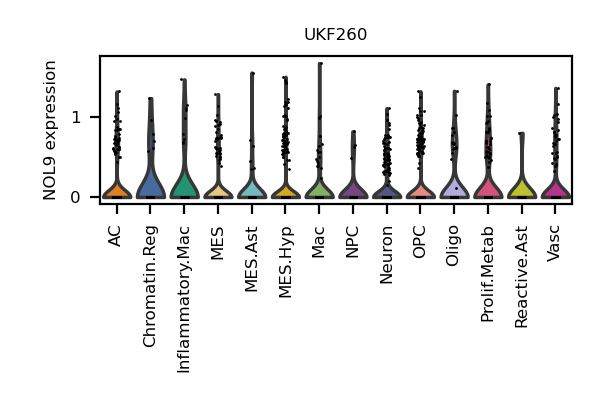 UKF260
NOL9 expression
1
0
AC
Chromatin.Reg
Inflammatory.Mac
MES
MES.Ast
MES.Hyp
Mac
NPC
Neuron
OPC
Oligo
Prolif.Metab
Reactive.Ast
Vasc